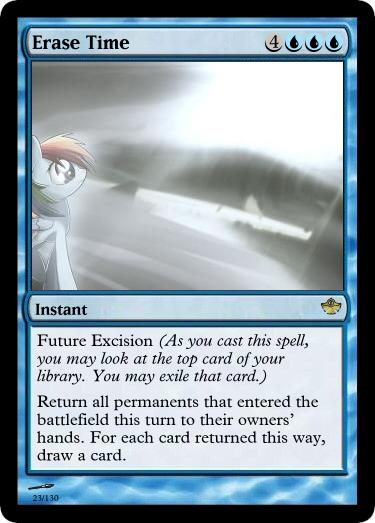 Erase Time 4
Instant
Future Excision (As you cast this spell,
you may look at the top card of your
library. You may exile that card.)
Return all permanents that entered the
battlefield this turn to their owners'
hands. For each card returned this way,
draw a card.
23/130